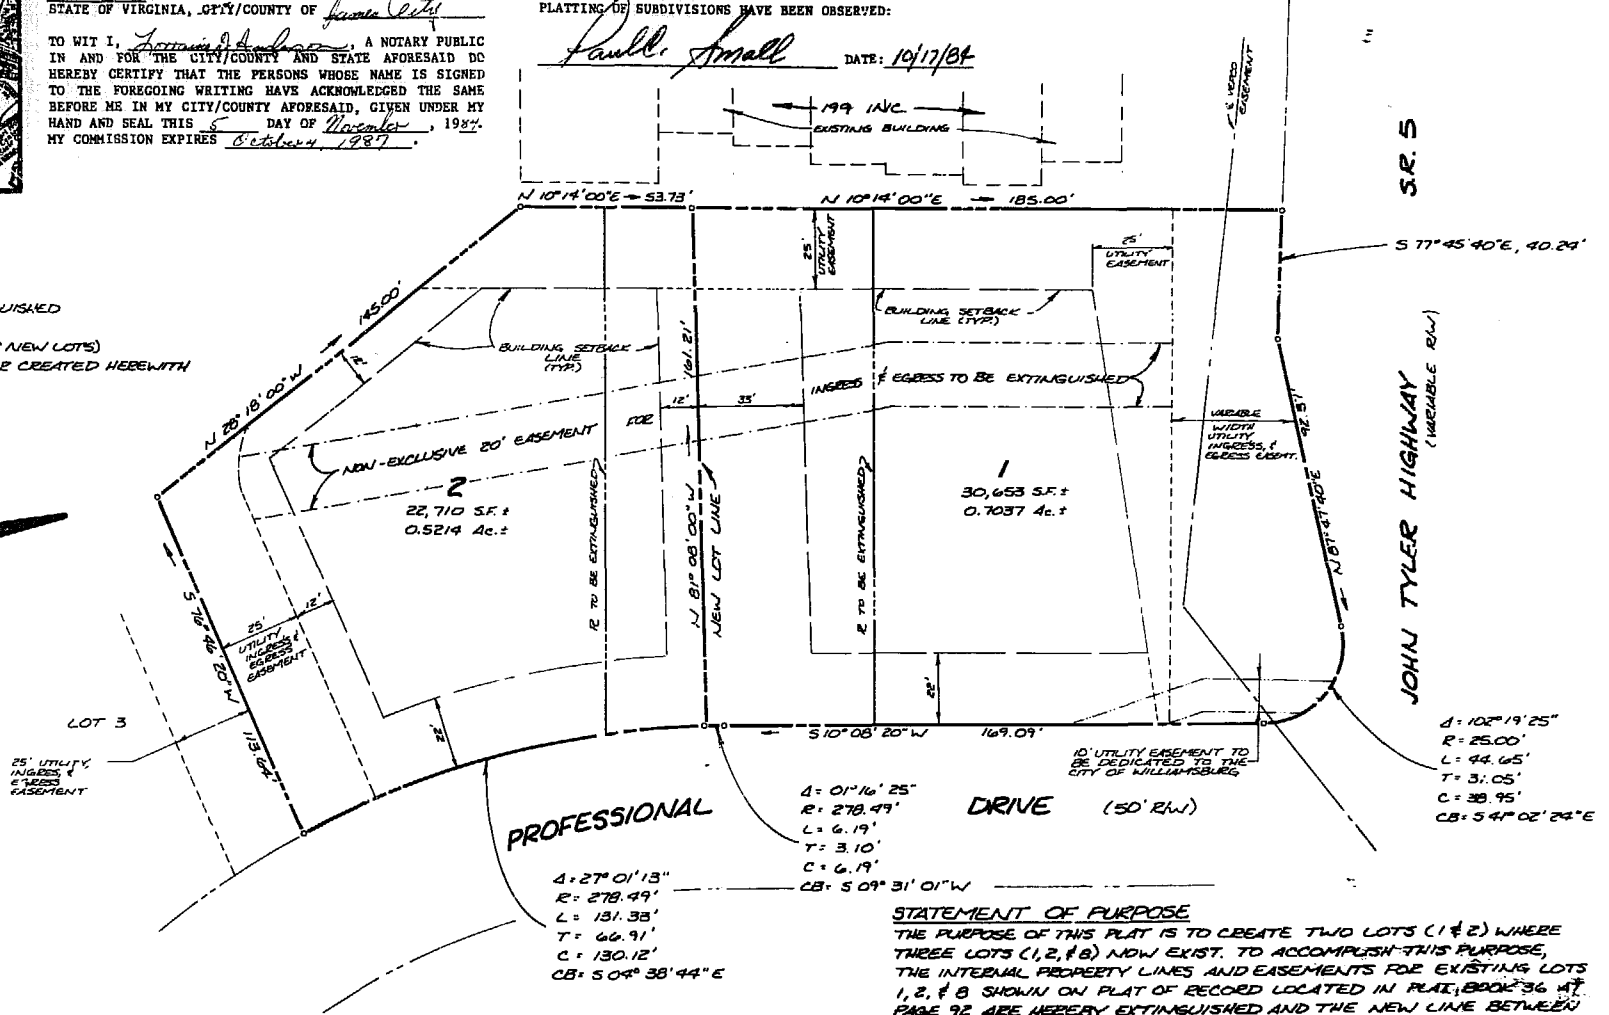 STATE OF VIRGINIA, CITY/COUNTY OF James City
TO WIT I, Lorraine J. Anderson, A NOTARY PUBLIC
IN AND FOR THE CITY/COUNTY AND STATE AFORESAID DO
HEREBY CERTIFY THAT THE PERSONS WHOSE NAME IS SIGNED
TO THE FOREGOING WRITING HAVE ACKNOWLEDGED THE SAME
BEFORE ME IN MY CITY/COUNTY AFORESAID, GIVEN UNDER MY
HAND AND SEAL THIS 5 DAY OF November, 1984.
MY COMMISSION EXPIRES October 4, 1987.
PLATTING OF SUBDIVISIONS HAVE BEEN OBSERVED:
Paul C. Small DATE: 10/17/84
199 INC.
EXISTING BUILDING
℄ VEPCO
EASEMENT
S.R. 5
N 10°14'00"E 53.73'
N 10°14'00"E 185.00'
S 77°45'40"E, 40.24'
25'
UTILITY
EASEMENT
25'
UTILITY
EASEMENT
UISHED
NEW LOTS)
R CREATED HEREWITH
145.00'
N 28°18'00"W
12'
BUILDING SETBACK
LINE
(TYP.)
BUILDING SETBACK
LINE (TYP.)
161.21'
INGRESS & EGRESS TO BE EXTINGUISHED
12'
33'
FOR
NON-EXCLUSIVE 20' EASEMENT
VARIABLE
WIDTH
UTILITY
INGRESS, &
EGRESS ESMT.
92.51'
N 87°47'40"E
JOHN TYLER HIGHWAY
(VARIABLE R/W)
2
22,710 S.F.±
0.5214 Ac.±
1
30,653 S.F.±
0.7037 Ac.±
R TO BE EXTINGUISHED
N 81°08'00"W
NEW LOT LINE
R TO BE EXTINGUISHED
S 76°46'20"W
113.64'
25'
12'
UTILITY
INGRESS &
EGRESS
EASEMENT
LOT 3
25' UTILITY,
INGRES, &
EGRESS
EASEMENT
22'
22'
S 10°08'20"W 169.09'
10' UTILITY EASEMENT TO
BE DEDICATED TO THE
CITY OF WILLIAMSBURG
Δ= 102°19'25"
R= 25.00'
L= 44.65'
T= 31.05'
C= 38.95'
CB= S 41°02'24"E
PROFESSIONAL DRIVE (50' R/W)
Δ= 01°16'25"
R= 278.49'
L= 6.19'
T= 3.10'
C= 6.19'
CB= S 09°31'01"W
Δ= 27°01'13"
R= 278.49'
L= 131.33'
T= 66.91'
C= 130.12'
CB= S 04°38'44"E
STATEMENT OF PURPOSE
THE PURPOSE OF THIS PLAT IS TO CREATE TWO LOTS (1 & 2) WHERE
THREE LOTS (1, 2, & 8) NOW EXIST. TO ACCOMPLISH THIS PURPOSE,
THE INTERNAL PROPERTY LINES AND EASEMENTS FOR EXISTING LOTS
1, 2, & 8 SHOWN ON PLAT OF RECORD LOCATED IN PLAT BOOK 36 AT
PAGE 92 ARE HEREBY EXTINGUISHED AND THE NEW LINE BETWEEN